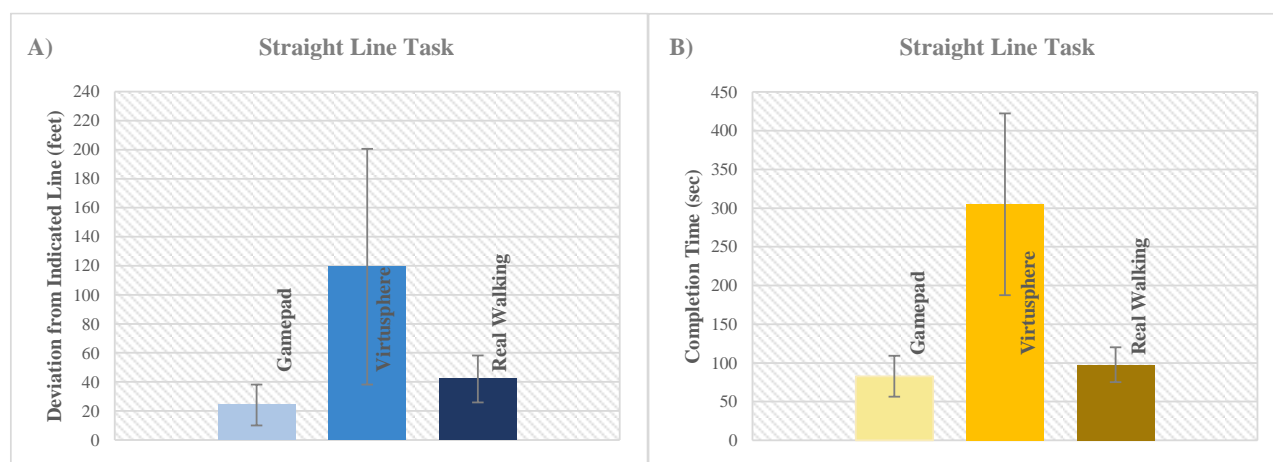 A)
Straight Line Task
Deviation from Indicated Line (feet)
240
220
200
180
160
140
120
100
80
60
40
20
0
Gamepad
Virtusphere
Real Walking
B)
Straight Line Task
Completion Time (sec)
450
400
350
300
250
200
150
100
50
0
Gamepad
Virtusphere
Real Walking